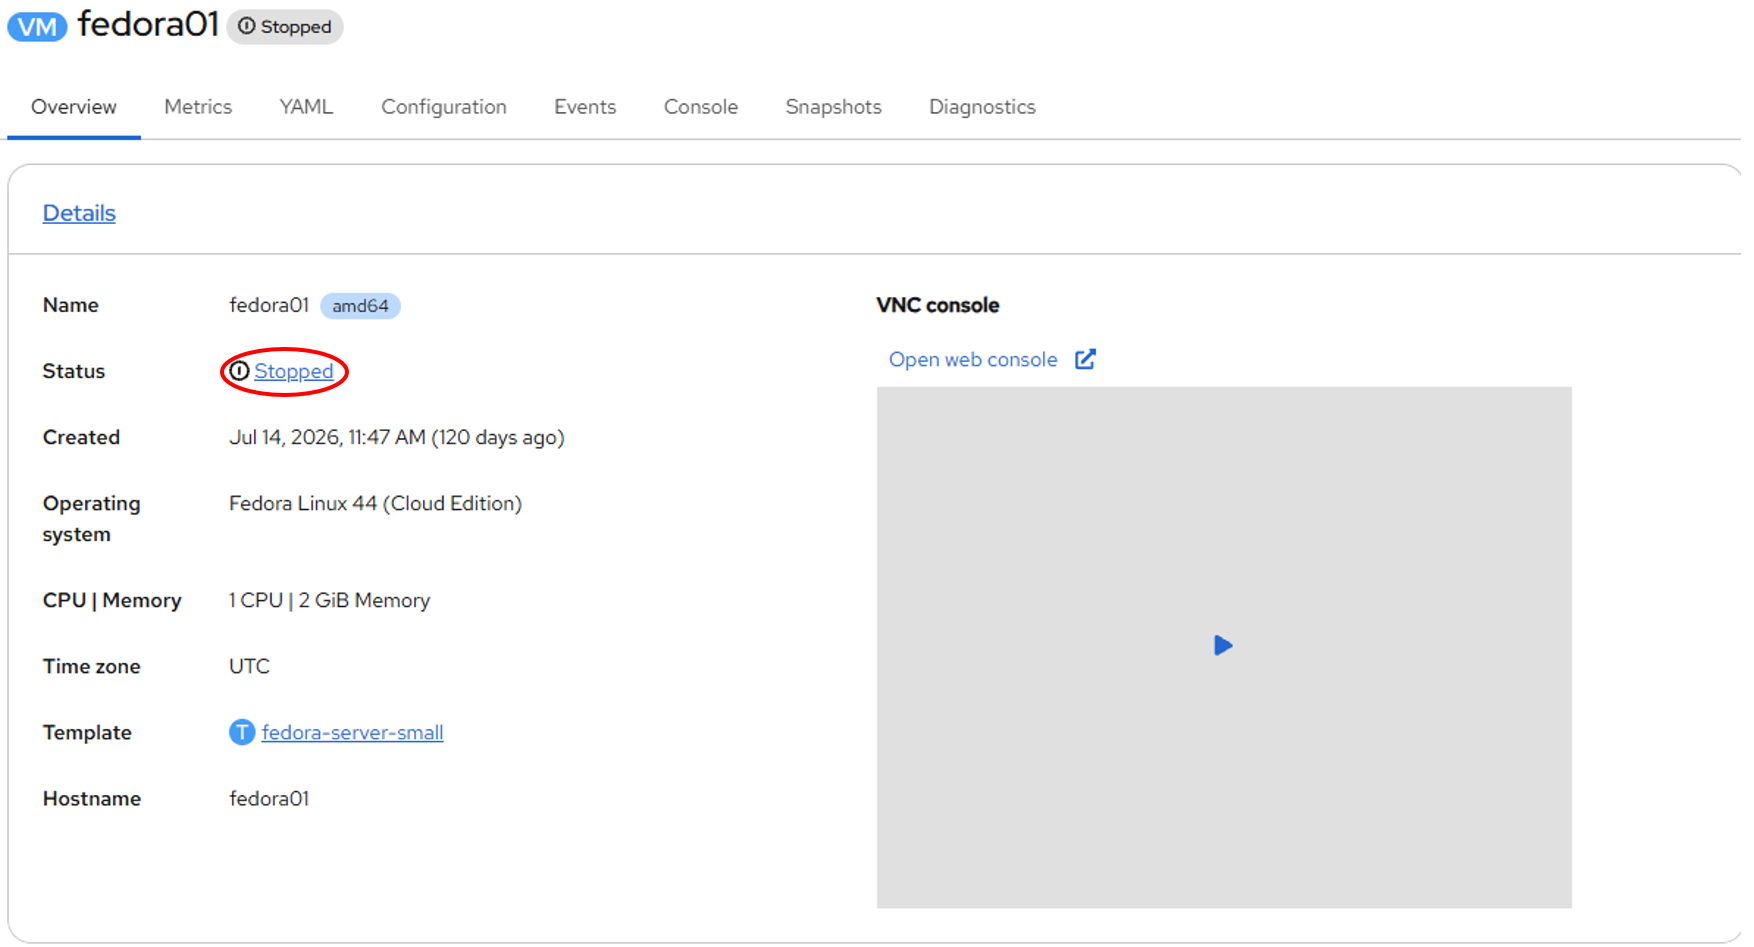 VM fedora01 Stopped
Overview Metrics YAML Configuration Events Console Snapshots Diagnostics
Details
Name fedora01 amd64
Status Stopped
Created Jul 14, 2026, 11:47 AM (120 days ago)
Operating system Fedora Linux 44 (Cloud Edition)
CPU | Memory 1 CPU | 2 GiB Memory
Time zone UTC
Template T fedora-server-small
Hostname fedora01
VNC console
Open web console